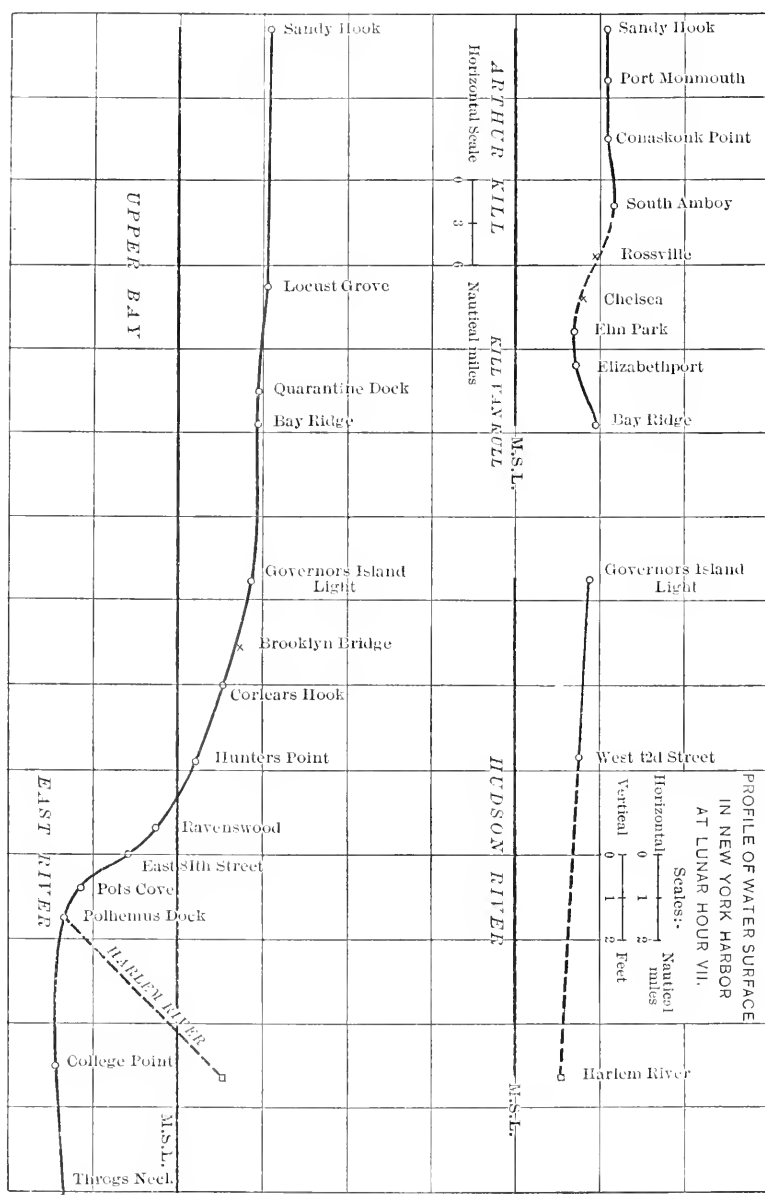 PROFILE OF WATER SURFACE
IN NEW YORK HARBOR
AT LUNAR HOUR VII.
Scales:-
Horizontal
0 1 2
Nautical
miles
Vertical
0 1 2
Feet
Sandy Hook
Port Monmouth
Conaskonk Point
South Amboy
Rossville
Chelsea
Elm Park
Elizabethport
Bay Ridge
M.S.L.
ARTHUR KILL
KILL VAN KULL
Horizontal Scale
0 3 6
Nautical miles
Governors Island
Light
West 42d Street
Harlem River
M.S.L.
HUDSON RIVER
Sandy Hook
Locust Grove
Quarantine Dock
Bay Ridge
Governors Island
Light
Brooklyn Bridge
Corlears Hook
Hunters Point
Ravenswood
East 81th Street
Pots Cove
Polhemus Dock
HARLEM RIVER
College Point
M.S.L.
Throgs Neck
UPPER BAY
EAST RIVER